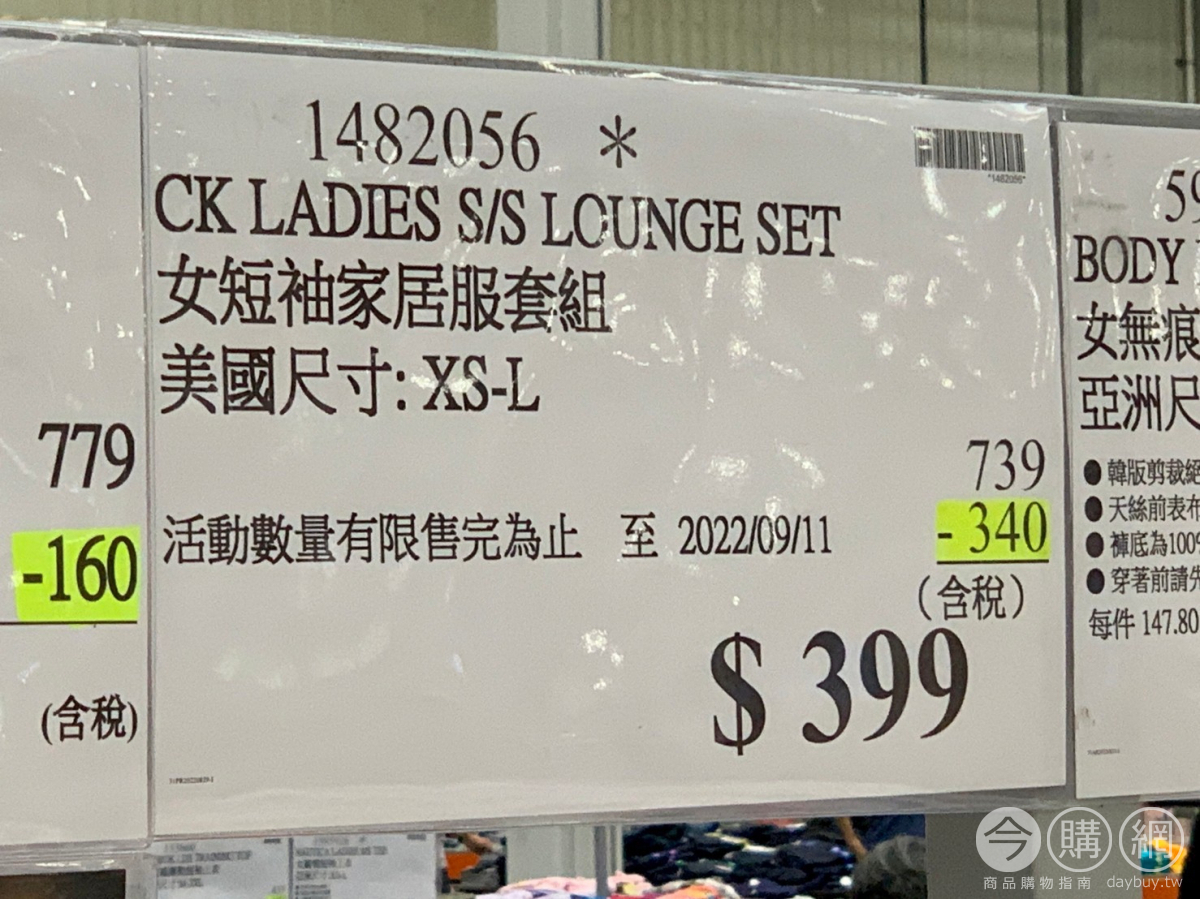 779
-160
(含稅)
1482056 *
*1482056*
CK LADIES S/S LOUNGE SET
女短袖家居服套組
美國尺寸: XS-L
739
活動數量有限售完為止 至 2022/09/11 - 340
(含稅)
$ 399
59
BODY
女無痕
亞洲尺
● 韓版剪裁
● 天絲前表布
● 褲底為100%
● 穿著前請先
每件 147.80
今購網
商品購物指南 daybuy.tw